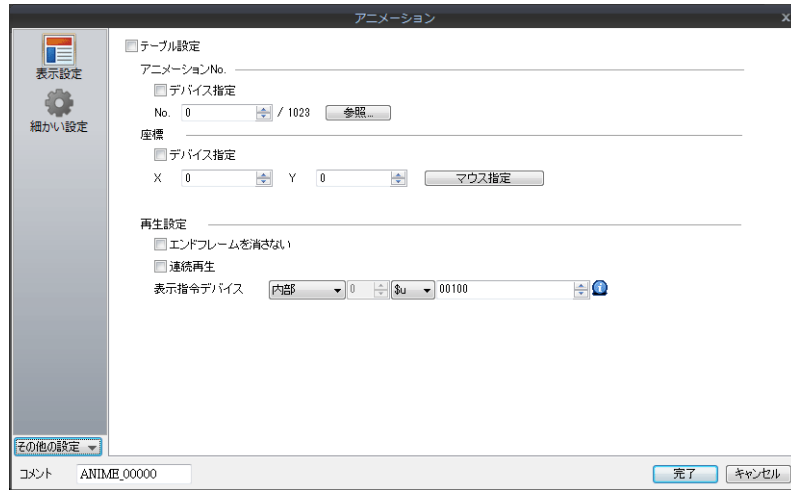 アニメーション
表示設定
細かい設定
テーブル設定
アニメーションNo.
デバイス指定
No. 0 / 1023 参照...
座標
デバイス指定
X 0 Y 0 マウス指定
再生設定
エンドフレームを消さない
連続再生
表示指令デバイス 内部 0 $u 00100
その他の設定
コメント ANIME_00000 完了 キャンセル